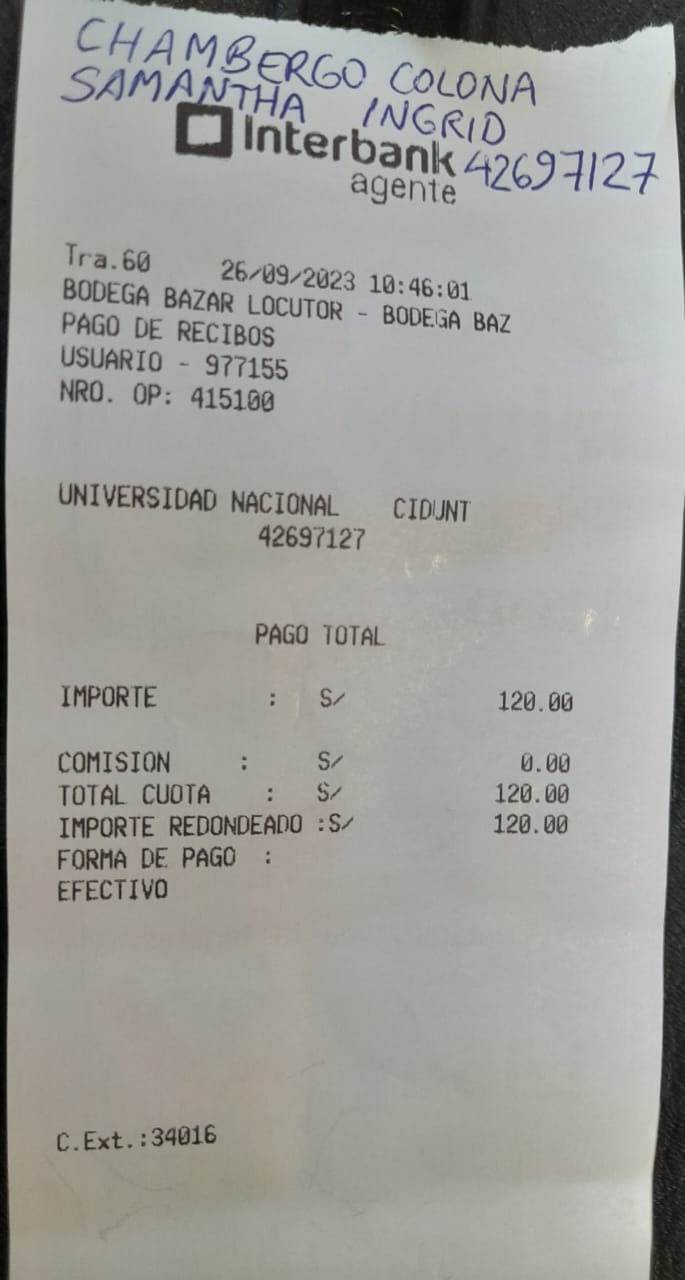 CHAMBERGO COLONA
SAMANTHA INGRID
Interbank 42697127
agente
Tra.60 26/09/2023 10:46:01
BODEGA BAZAR LOCUTOR - BODEGA BAZ
PAGO DE RECIBOS
USUARIO - 977155
NRO. OP: 415100
UNIVERSIDAD NACIONAL CIDUNT
42697127
PAGO TOTAL
IMPORTE : S/ 120.00
COMISION : S/ 0.00
TOTAL CUOTA : S/ 120.00
IMPORTE REDONDEADO :S/ 120.00
FORMA DE PAGO :
EFECTIVO
C.Ext.:34016